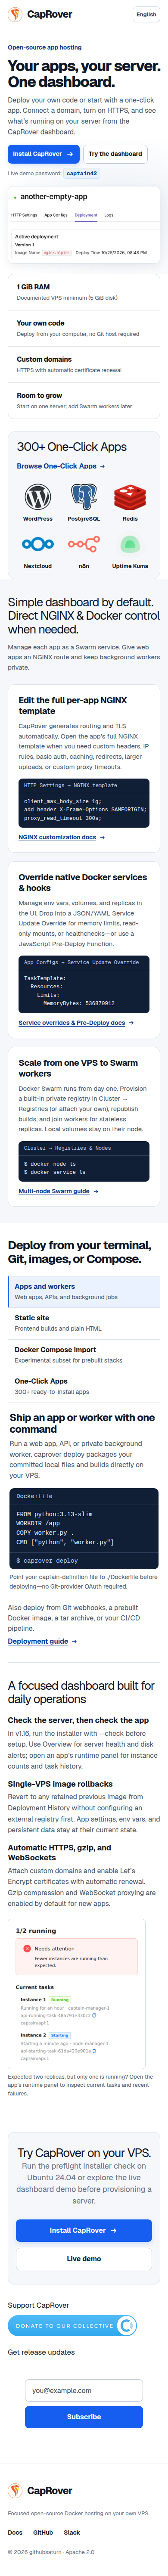 CapRover
English
Open-source app hosting
Your apps, your server.
One dashboard.
Deploy your own code or start with a one-click
app. Connect a domain, turn on HTTPS, and see
what's running on your server from the
CapRover dashboard.
Install CapRover →
Try the dashboard
Live demo password: captain42
another-empty-app
HTTP Settings App Configs Deployment Logs
Active deployment
Version 1
Image Name nginx:alpine Deploy Time 10/25/2026, 06:48 PM
1 GiB RAM
Documented VPS minimum (5 GiB disk)
Your own code
Deploy from your computer, no Git host required
Custom domains
HTTPS with automatic certificate renewal
Room to grow
Start on one server; add Swarm workers later
300+ One-Click Apps
Browse One-Click Apps →
WordPress
PostgreSQL
Redis
Nextcloud
n8n
Uptime Kuma
Simple dashboard by default.
Direct NGINX & Docker control
when needed.
Manage each app as a Swarm service. Give web
apps an NGINX route and keep background workers
private.
Edit the full per-app NGINX
template
CapRover generates routing and TLS
automatically. Open the app's full NGINX
template when you need custom headers, IP
rules, basic auth, caching, redirects, larger
uploads, or custom proxy timeouts.
HTTP Settings → NGINX template
client_max_body_size 1g;
add_header X-Frame-Options SAMEORIGIN;
proxy_read_timeout 300s;
NGINX customization docs →
Override native Docker services
& hooks
Manage env vars, volumes, and replicas in
the UI. Drop into a JSON/YAML Service
Update Override for memory limits, read-
only mounts, or healthchecks—or use a
JavaScript Pre-Deploy Function.
App Configs → Service Update Override
TaskTemplate:
Resources:
Limits:
MemoryBytes: 536870912
Service overrides & Pre-Deploy docs →
Scale from one VPS to Swarm
workers
Docker Swarm runs from day one. Provision
a built-in private registry in Cluster →
Registries (or attach your own), republish
existing builds, and join workers for stateless
replicas. Local volumes stay on their node.
Cluster → Registries & Nodes
$ docker node ls
$ docker service ls
Multi-node Swarm guide →
Deploy from your terminal,
Git, images, or Compose.
Apps and workers
Web apps, APIs, and background jobs
Static site
Frontend builds and plain HTML
Docker Compose import
Experimental subset for prebuilt stacks
One-Click Apps
300+ ready-to-install apps
Ship an app or worker with one
command
Run a web app, API, or private background
worker. caprover deploy packages your
committed local files and builds directly on
your VPS.
Dockerfile
FROM python:3.13-slim
WORKDIR /app
COPY worker.py .
CMD ["python", "worker.py"]
$ caprover deploy
Point your captain-definition file to ./Dockerfile before
deploying—no Git-provider OAuth required.
Also deploy from Git webhooks, a prebuilt
Docker image, a tar archive, or your CI/CD
pipeline.
Deployment guide →
A focused dashboard built for
daily operations
Check the server, then check the app
In v1.16, run the installer with --check before
setup. Use Overview for server health and disk
alerts; open an app's runtime panel for instance
counts and task history.
Single-VPS image rollbacks
Revert to any retained previous image from
Deployment History without configuring an
external registry first. App settings, env vars, and
persistent data stay at their current state.
Automatic HTTPS, gzip, and
WebSockets
Attach custom domains and enable Let's
Encrypt certificates with automatic renewal.
Gzip compression and WebSocket proxying are
enabled by default for new apps.
1/2 running
Needs attention
Fewer instances are running than
expected.
Current tasks
Instance 1 Running
Running for an hour · captain-manager-1
captain/api:1
Instance 2 Starting
Starting a minute ago · node-manager-1
captain/api:1
Expected two replicas, but only one is running? Open the
app's runtime panel to inspect current tasks and recent
failures.
Try CapRover on your VPS.
Run the preflight installer check on
Ubuntu 24.04 or explore the live
dashboard demo before provisioning a
server.
Install CapRover →
Live demo
Support CapRover
DONATE TO OUR COLLECTIVE
Get release updates
you@example.com
Subscribe
CapRover
Focused open-source Docker hosting on your own VPS.
Docs GitHub Slack
© 2026 githubsaturn · Apache 2.0